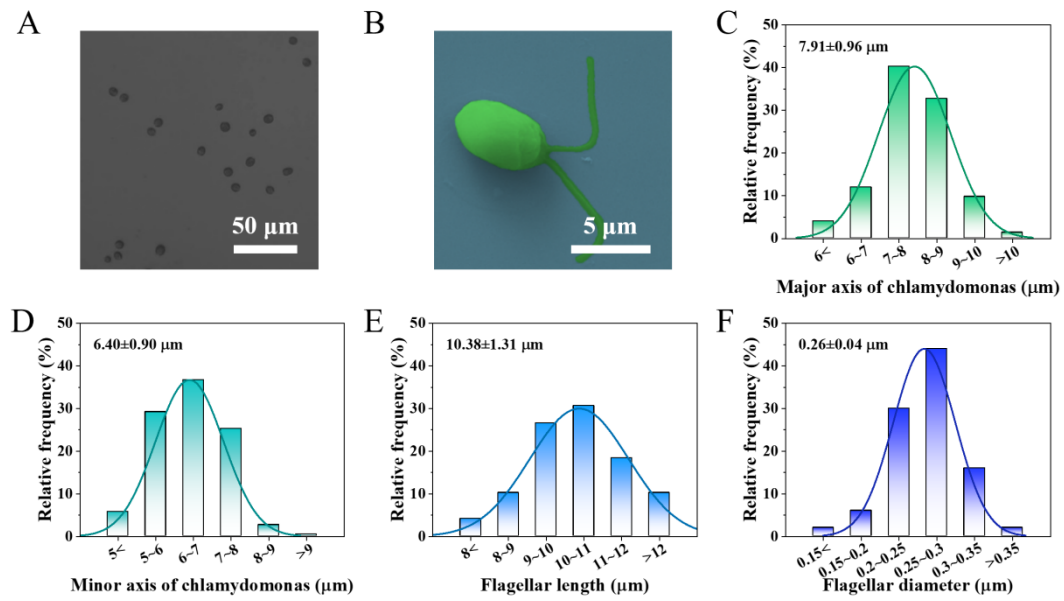 A
50 μm
B
5 μm
C
7.91±0.96 μm
Relative frequency (%)
50
40
30
20
10
0
6<
6~7
7~8
8~9
9~10
>10
Major axis of chlamydomonas (μm)
D
6.40±0.90 μm
Relative frequency (%)
50
40
30
20
10
0
5<
5~6
6~7
7~8
8~9
>9
Minor axis of chlamydomonas (μm)
E
10.38±1.31 μm
Relative frequency (%)
50
40
30
20
10
0
8<
8~9
9~10
10~11
11~12
>12
Flagellar length (μm)
F
0.26±0.04 μm
Relative frequency (%)
50
40
30
20
10
0
0.15<
0.15~0.2
0.2~0.25
0.25~0.3
0.3~0.35
>0.35
Flagellar diameter (μm)